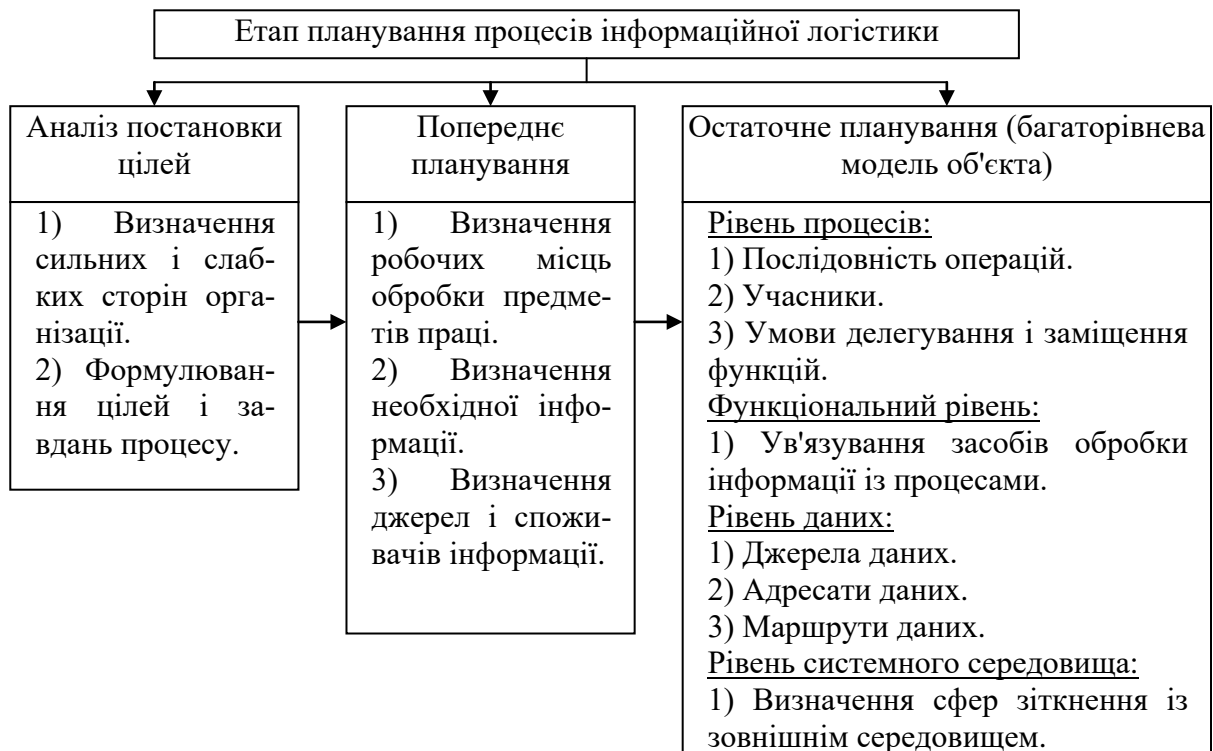 Етап планування процесів інформаційної логістики
Аналіз постановки
цілей
1) Визначення
сильних і слаб-
ких сторін орга-
нізації.
2) Формулюван-
ня цілей і за-
вдань процесу.
Попереднє
планування
1) Визначення
робочих місць
обробки предме-
тів праці.
2) Визначення
необхідної інфо-
рмації.
3) Визначення
джерел і спожи-
вачів інформації.
Остаточне планування (багаторівнева
модель об'єкта)
Рівень процесів:
1) Послідовність операцій.
2) Учасники.
3) Умови делегування і заміщення
функцій.
Функціональний рівень:
1) Ув'язування засобів обробки
інформації із процесами.
Рівень даних:
1) Джерела даних.
2) Адресати даних.
3) Маршрути даних.
Рівень системного середовища:
1) Визначення сфер зіткнення із
зовнішнім середовищем.